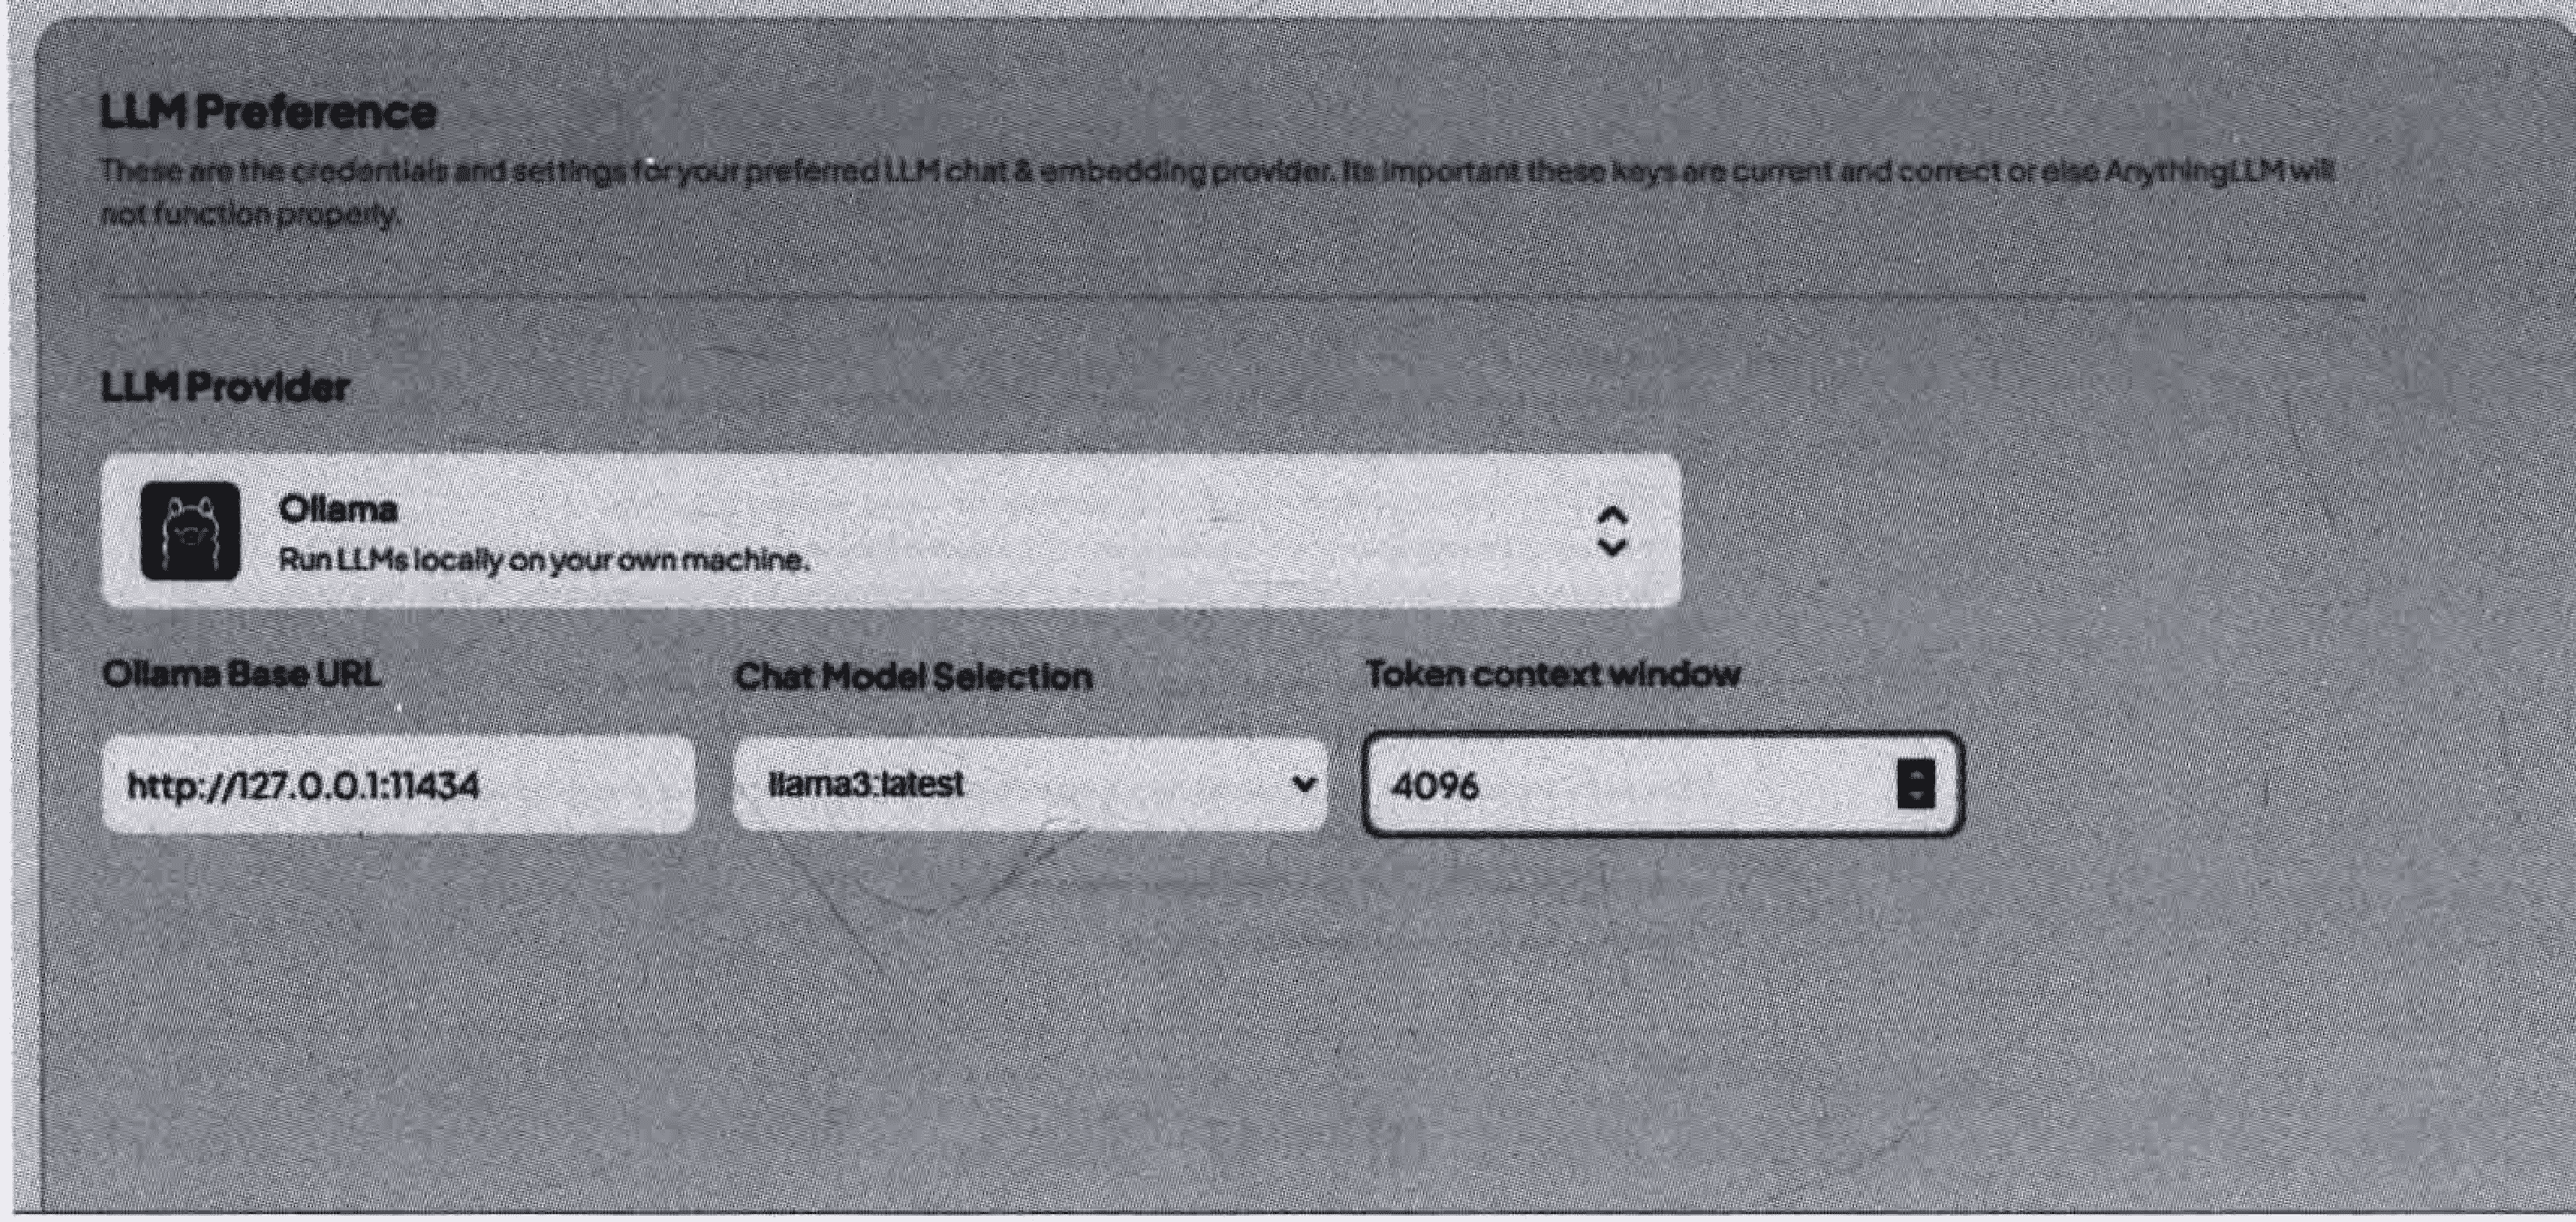 LLM Preference
These are the credentials and settings for your preferred LLM chat & embedding provider. Its important these keys are current and correct or else AnythingLLM will
not function properly.
LLM Provider
Ollama
Run LLMs locally on your own machine.
Ollama Base URL
Chat Model Selection
Token context window
http://127.0.0.1:11434
llama3:latest
4096